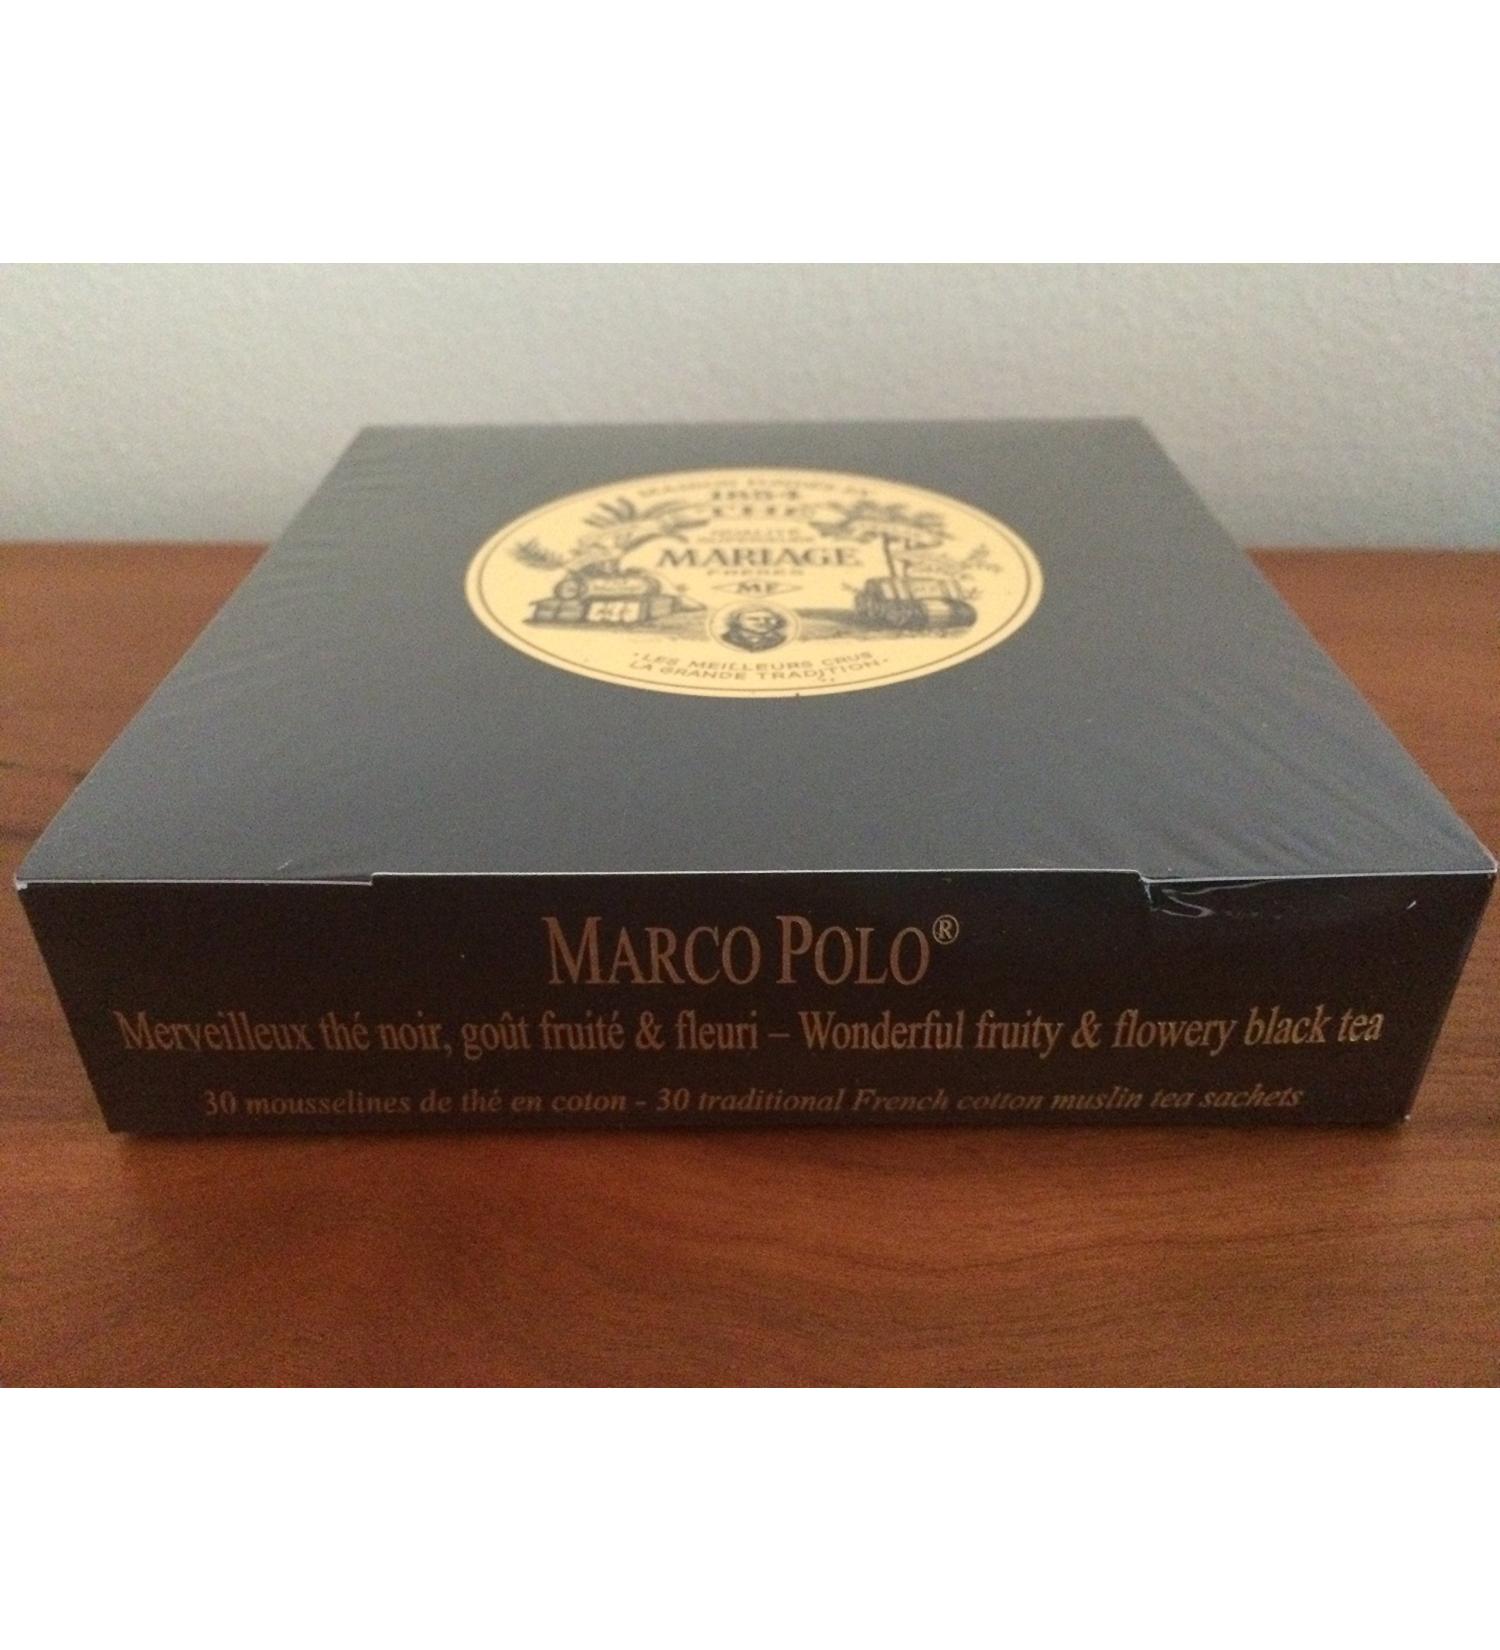 MAISON FONDÉE EN
1854
THÉ
QUALITÉ
MARIAGE
FRÈRES
MF
• LES MEILLEURS CRUS
LA GRANDE TRADITION •
MARCO POLO®
Merveilleux thé noir, goût fruité & fleuri – Wonderful fruity & flowery black tea
30 mousselines de thé en coton - 30 traditional French cotton muslin tea sachets